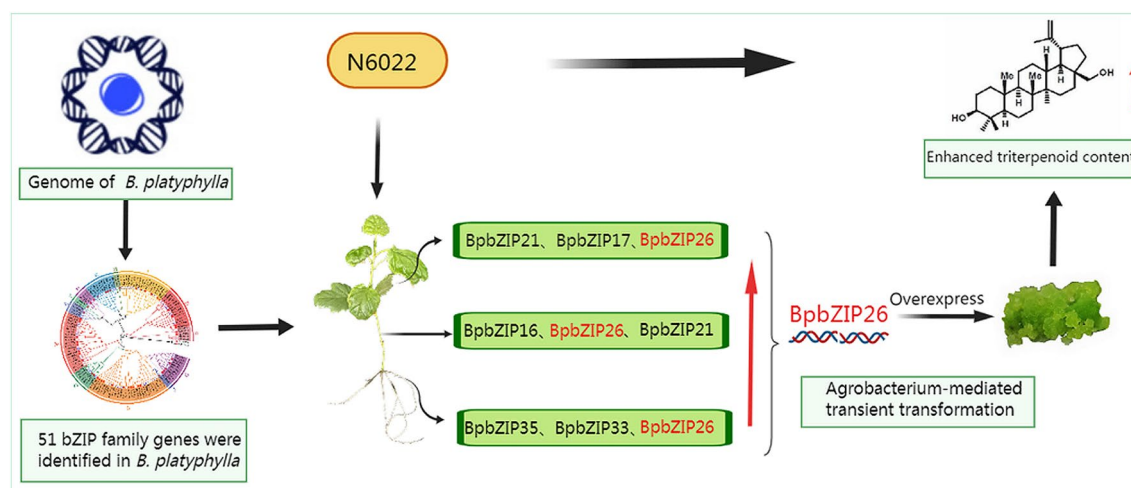 N6022
Genome of B. platyphylla
51 bZIP family genes were
identified in B. platyphylla
BpbZIP21、BpbZIP17、BpbZIP26
BpbZIP16、BpbZIP26、BpbZIP21
BpbZIP35、BpbZIP33、BpbZIP26
BpbZIP26
Overexpress
Agrobacterium-mediated
transient transformation
Me
Me
OH
HO
H
H
H
Enhanced triterpenoid content